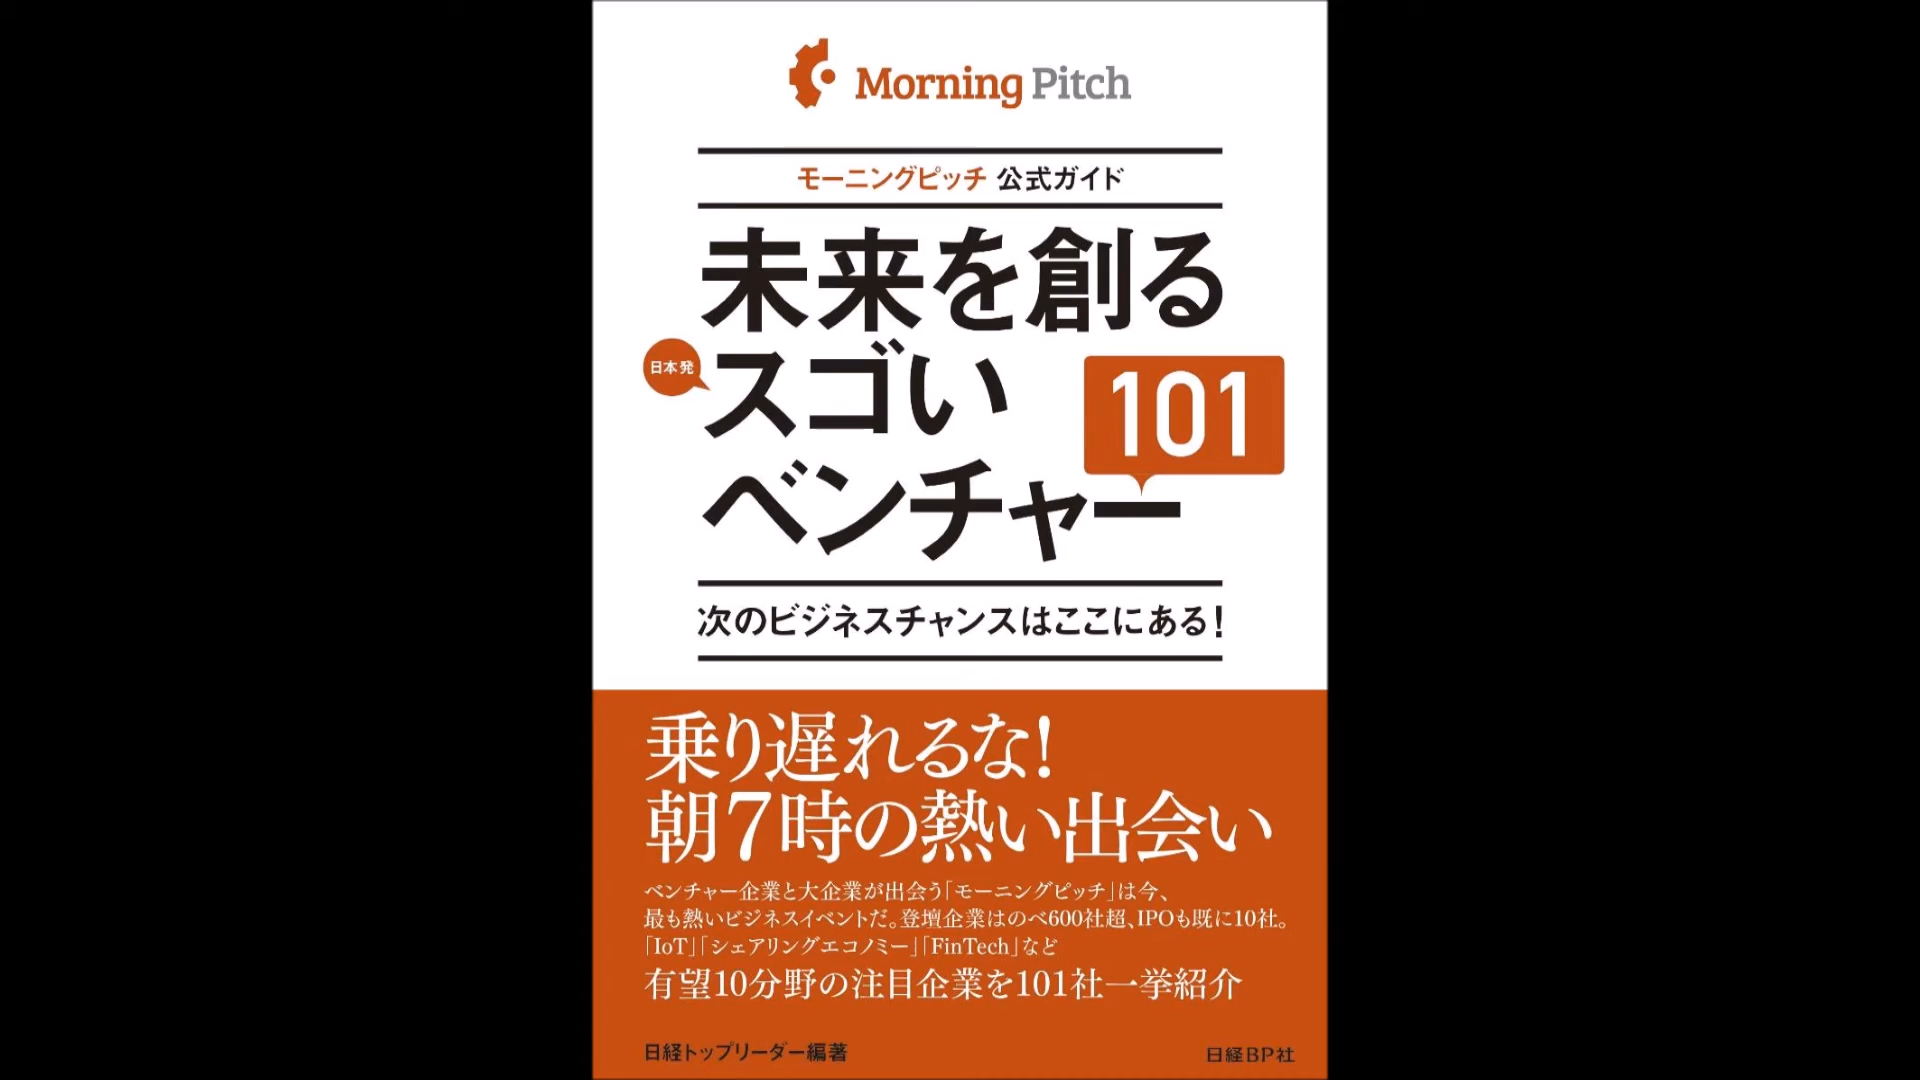 Morning Pitch
モーニングピッチ 公式ガイド
未来を創る
日本発
スゴい
101
ベンチャー
次のビジネスチャンスはここにある!
乗り遅れるな!
朝7時の熱い出会い
ベンチャー企業と大企業が出会う「モーニングピッチ」は今、
最も熱いビジネスイベントだ。登壇企業はのべ600社超、IPOも既に10社。
「IoT」「シェアリングエコノミー」「FinTech」など
有望10分野の注目企業を101社一挙紹介
日経トップリーダー編著
日経BP社